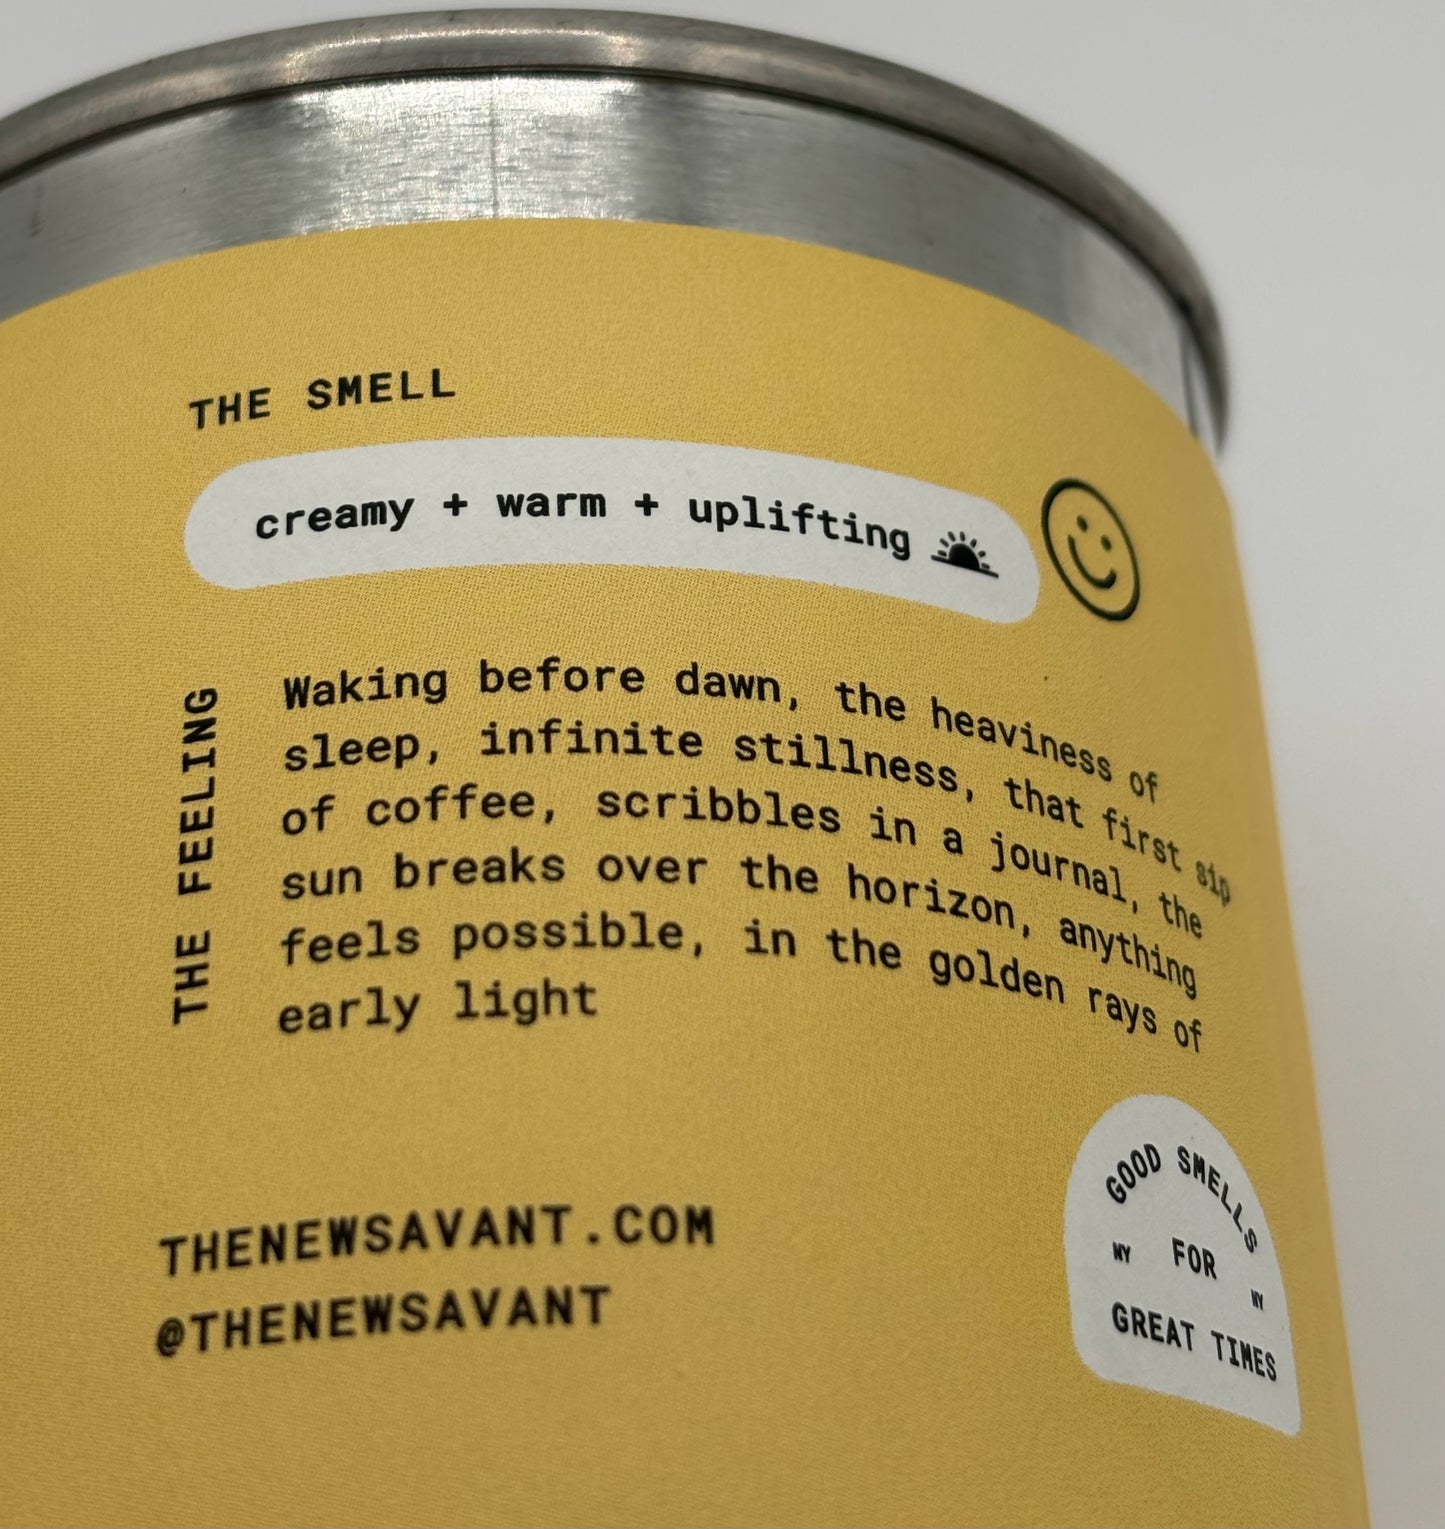 THE SMELL
creamy + warm + uplifting
THE FEELING
Waking before dawn, the heaviness of
sleep, infinite stillness, that first sip
of coffee, scribbles in a journal, the
sun breaks over the horizon, anything
feels possible, in the golden rays of
early light
THENEWSAVANT.COM
@THENEWSAVANT
GOOD SMELLS
NY FOR NY
GREAT TIMES